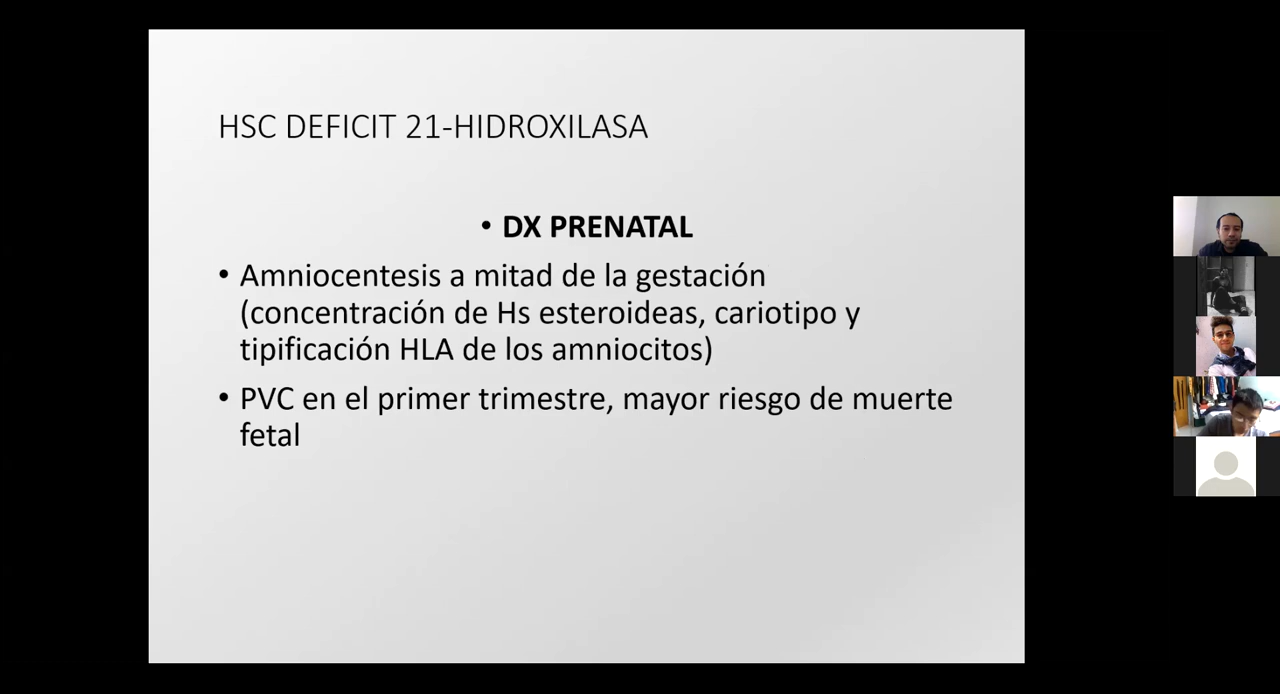 HSC DEFICIT 21-HIDROXILASA
• DX PRENATAL
• Amniocentesis a mitad de la gestación
(concentración de Hs esteroideas, cariotipo y
tipificación HLA de los amniocitos)
• PVC en el primer trimestre, mayor riesgo de muerte
fetal